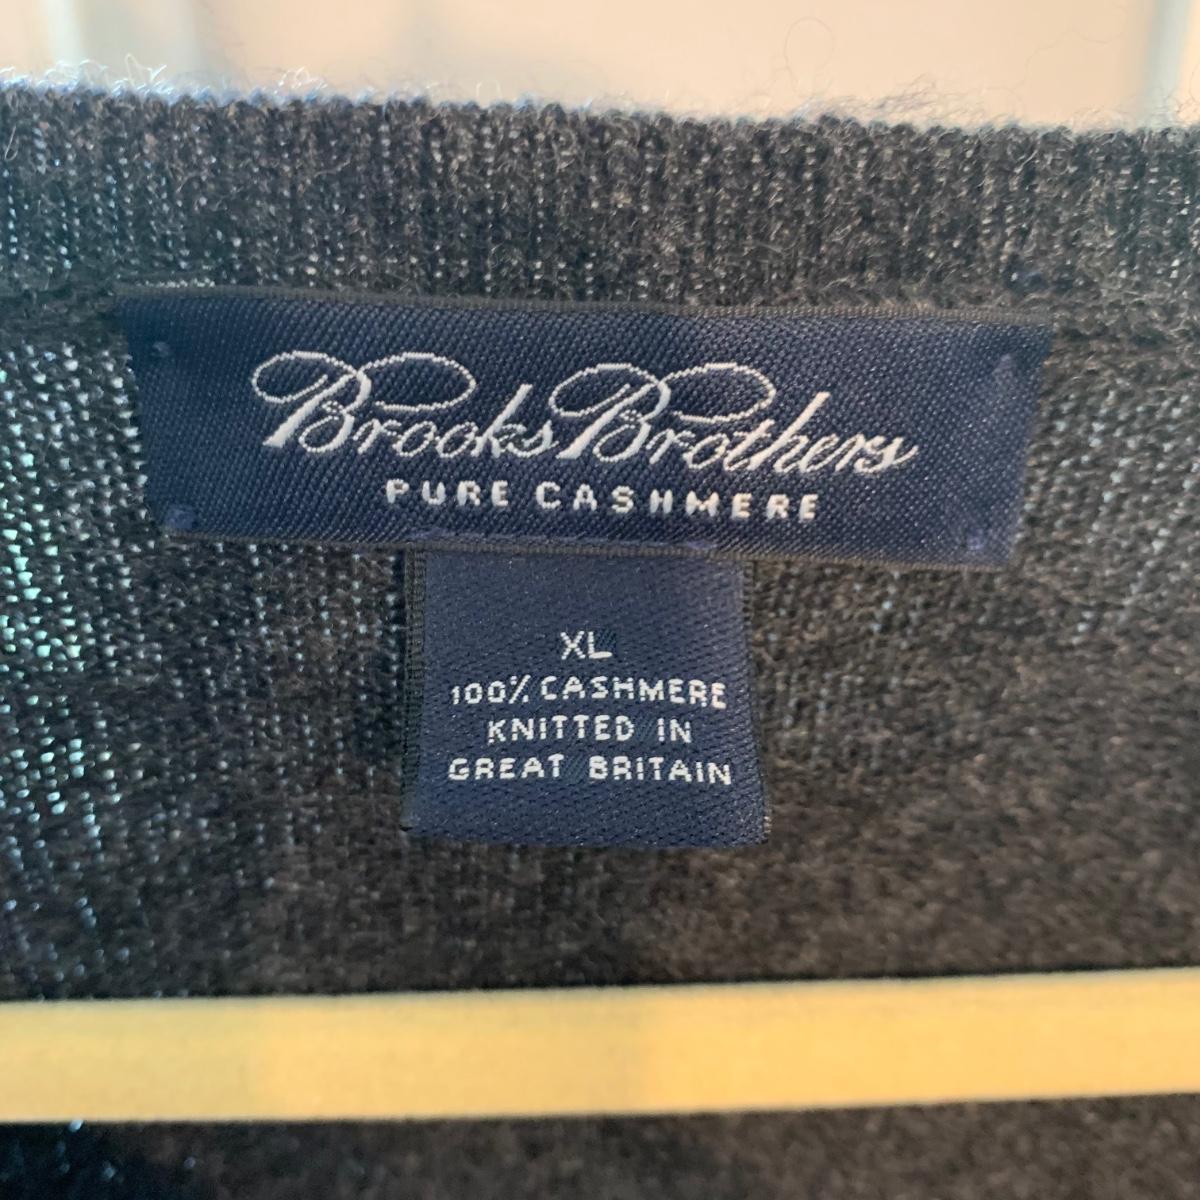 Brooks Brothers
PURE CASHMERE
XL
100% CASHMERE
KNITTED IN
GREAT BRITAIN